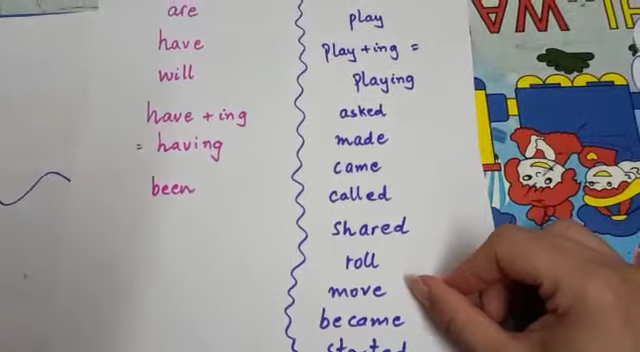 are
have
will
have + ing
= having
been
play
play + ing =
playing
asked
made
came
called
shared
roll
move
became
started